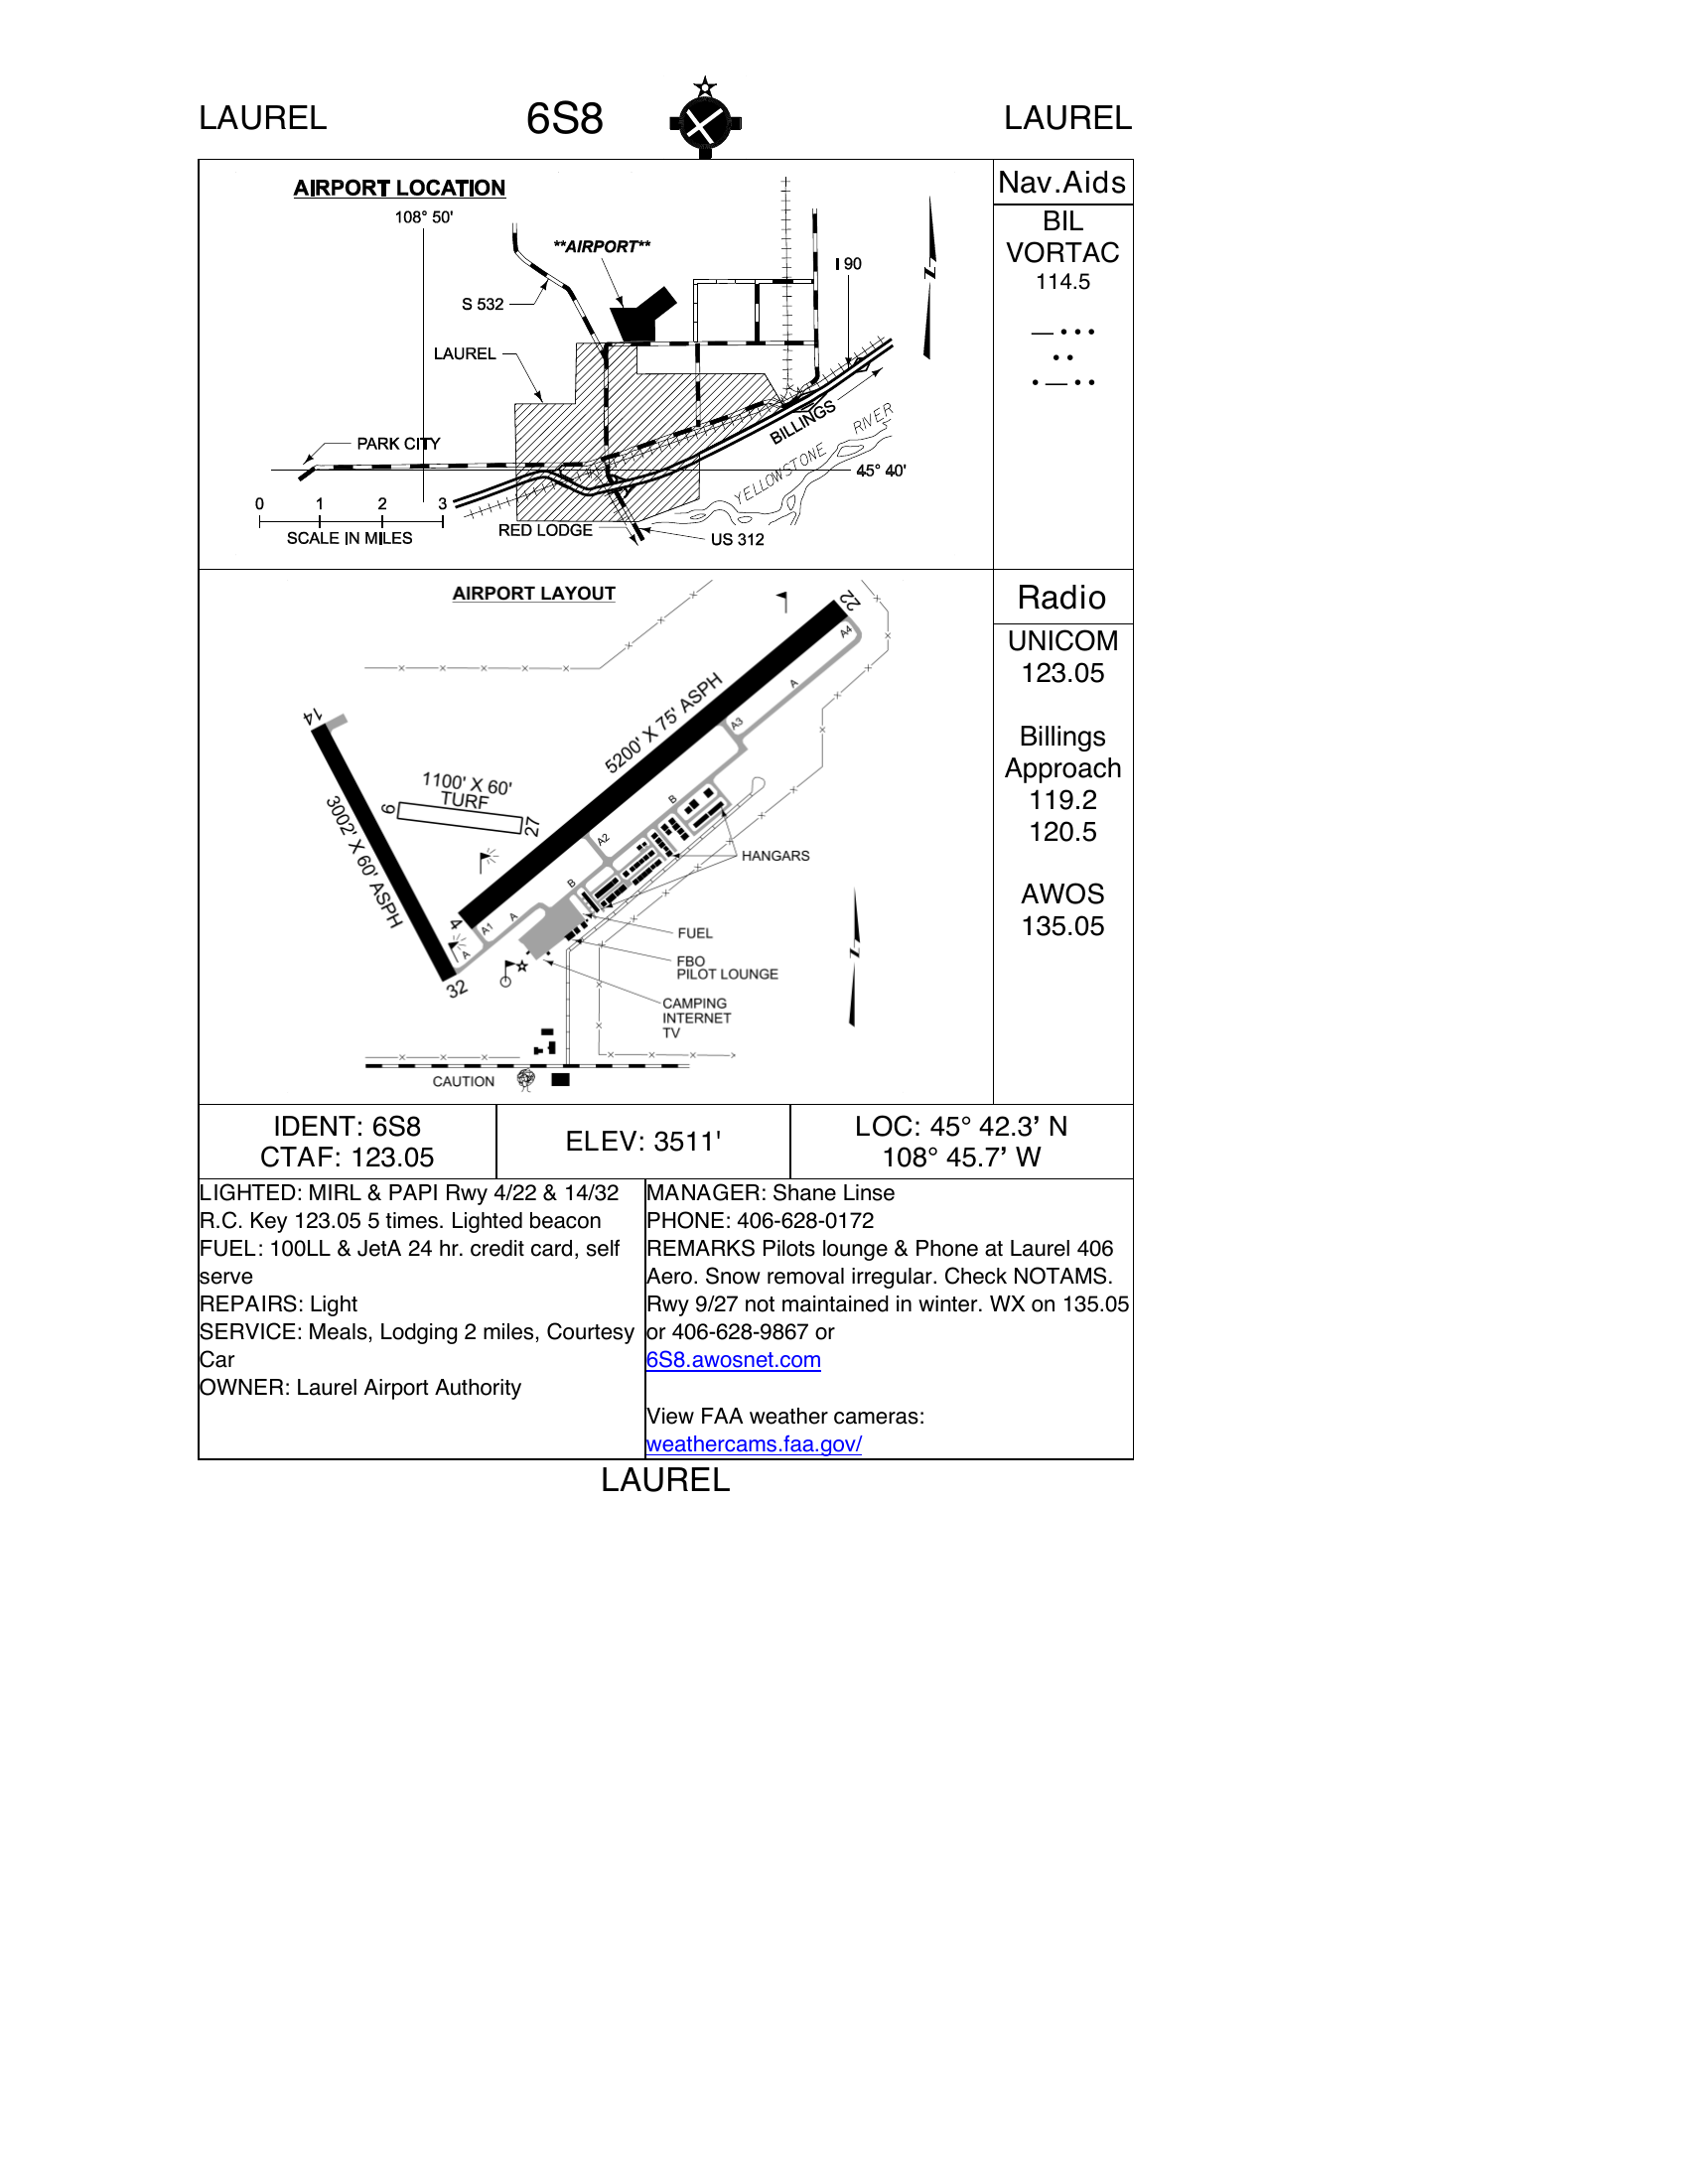 LAUREL 6S8 LAUREL
AIRPORT LOCATION
108° 50'
**AIRPORT**
I 90
S 532
LAUREL
PARK CITY
BILLINGS
YELLOWSTONE RIVER
45° 40'
0 1 2 3
SCALE IN MILES
RED LODGE
US 312
N
Nav.Aids
BIL
VORTAC
114.5
— • • •
• •
• — • •
AIRPORT LAYOUT
22
A4
A
5200' X 75' ASPH
A3
14
1100' X 60'
TURF
9
27
3002' X 60' ASPH
B
A2
HANGARS
B
4
A
A1
A
32
FUEL
FBO
PILOT LOUNGE
CAMPING
INTERNET
TV
N
CAUTION
Radio
UNICOM
123.05
Billings
Approach
119.2
120.5
AWOS
135.05
IDENT: 6S8
CTAF: 123.05
ELEV: 3511'
LOC: 45° 42.3’ N
108° 45.7’ W
LIGHTED: MIRL & PAPI Rwy 4/22 & 14/32
R.C. Key 123.05 5 times. Lighted beacon
FUEL: 100LL & JetA 24 hr. credit card, self
serve
REPAIRS: Light
SERVICE: Meals, Lodging 2 miles, Courtesy
Car
OWNER: Laurel Airport Authority
MANAGER: Shane Linse
PHONE: 406-628-0172
REMARKS Pilots lounge & Phone at Laurel 406
Aero. Snow removal irregular. Check NOTAMS.
Rwy 9/27 not maintained in winter. WX on 135.05
or 406-628-9867 or
6S8.awosnet.com
View FAA weather cameras:
weathercams.faa.gov/
LAUREL